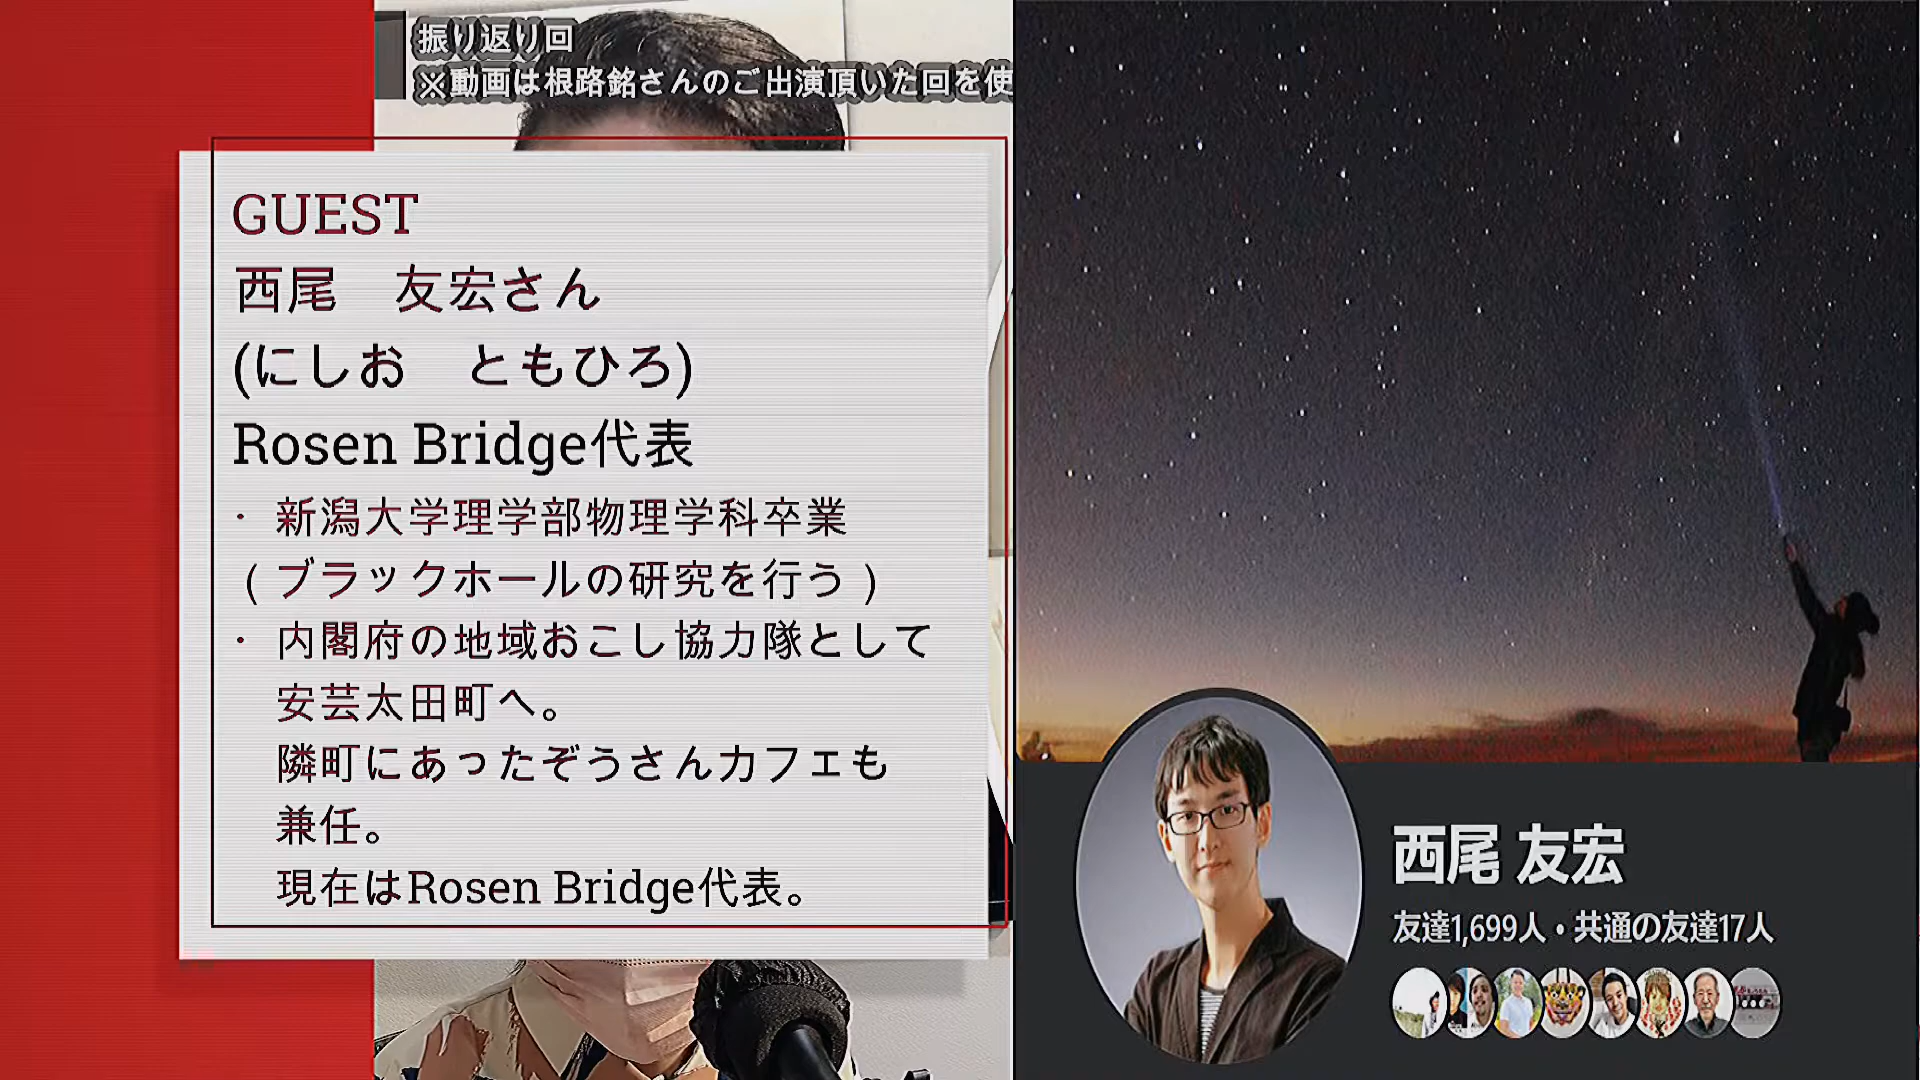 振り返り回
※動画は根路銘さんのご出演頂いた回を使
GUEST
西尾　友宏さん
(にしお　ともひろ)
Rosen Bridge代表
・新潟大学理学部物理学科卒業
(ブラックホールの研究を行う)
・内閣府の地域おこし協力隊として
安芸太田町へ。
隣町にあったぞうさんカフェも
兼任。
現在はRosen Bridge代表。
西尾 友宏
友達1,699人・共通の友達17人